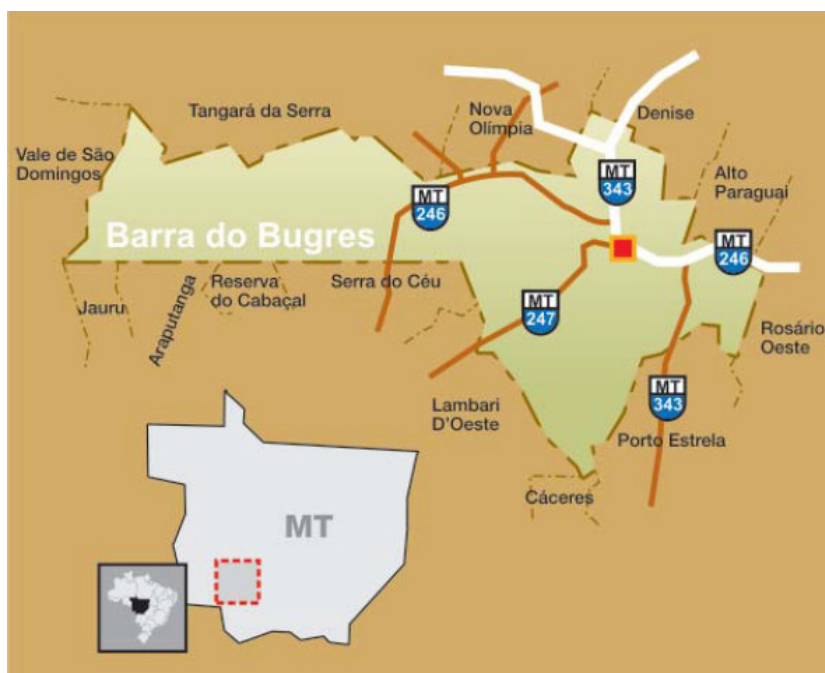 Tangará da Serra
Nova
Olímpia
Denise
Vale de São
Domingos
MT
343
Alto
Paraguai
MT
246
Barra do Bugres
MT
246
Jauru
Araputanga
Reserva
do Cabaçal
Serra do Céu
MT
247
Rosário
Oeste
Lambari
D'Oeste
MT
343
Porto Estrela
Cáceres
MT